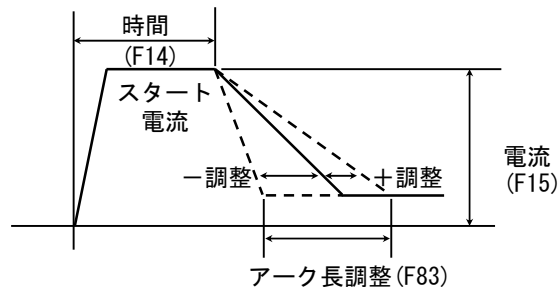 時間
(F14)
スタート
電流
－調整
＋調整
電流
(F15)
アーク長調整(F83)